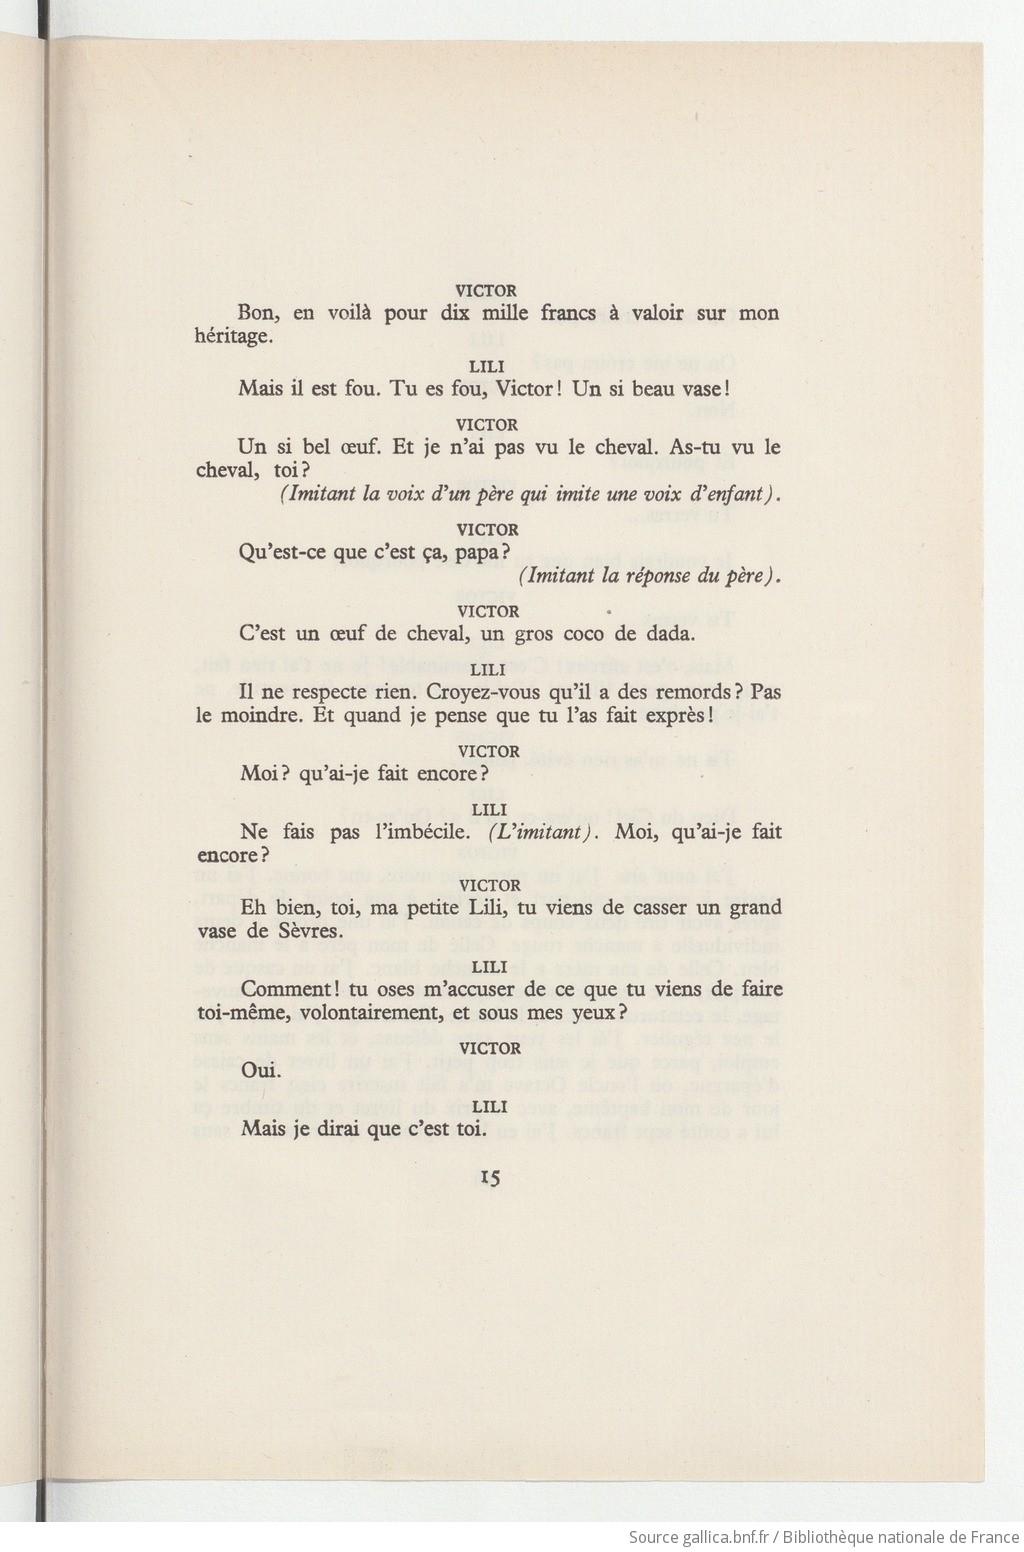 VICTOR
Bon, en voilà pour dix mille francs à valoir sur mon
héritage.
LILI
Mais il est fou. Tu es fou, Victor! Un si beau vase!
VICTOR
Un si bel œuf. Et je n'ai pas vu le cheval. As-tu vu le
cheval, toi?
(Imitant la voix d'un père qui imite une voix d'enfant).
VICTOR
Qu'est-ce que c'est ça, papa?
(Imitant la réponse du père).
VICTOR
C'est un œuf de cheval, un gros coco de dada.
LILI
Il ne respecte rien. Croyez-vous qu'il a des remords? Pas
le moindre. Et quand je pense que tu l'as fait exprès!
VICTOR
Moi? qu'ai-je fait encore?
LILI
Ne fais pas l'imbécile. (L'imitant). Moi, qu'ai-je fait
encore?
VICTOR
Eh bien, toi, ma petite Lili, tu viens de casser un grand
vase de Sèvres.
LILI
Comment! tu oses m'accuser de ce que tu viens de faire
toi-même, volontairement, et sous mes yeux?
VICTOR
Oui.
LILI
Mais je dirai que c'est toi.
15
Source gallica.bnf.fr / Bibliothèque nationale de France